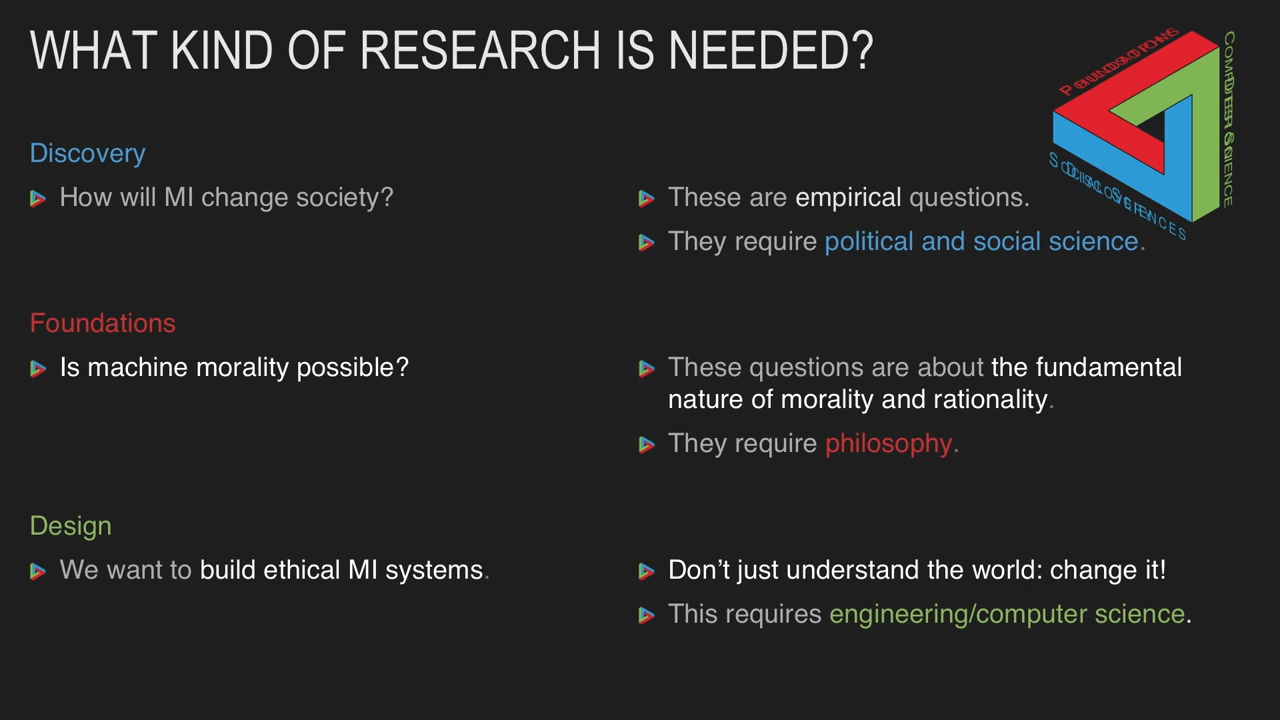 WHAT KIND OF RESEARCH IS NEEDED?
Discovery
How will MI change society?
These are empirical questions.
They require political and social science.
Foundations
Is machine morality possible?
These questions are about the fundamental
nature of morality and rationality.
They require philosophy.
Design
We want to build ethical MI systems.
Don’t just understand the world: change it!
This requires engineering/computer science.